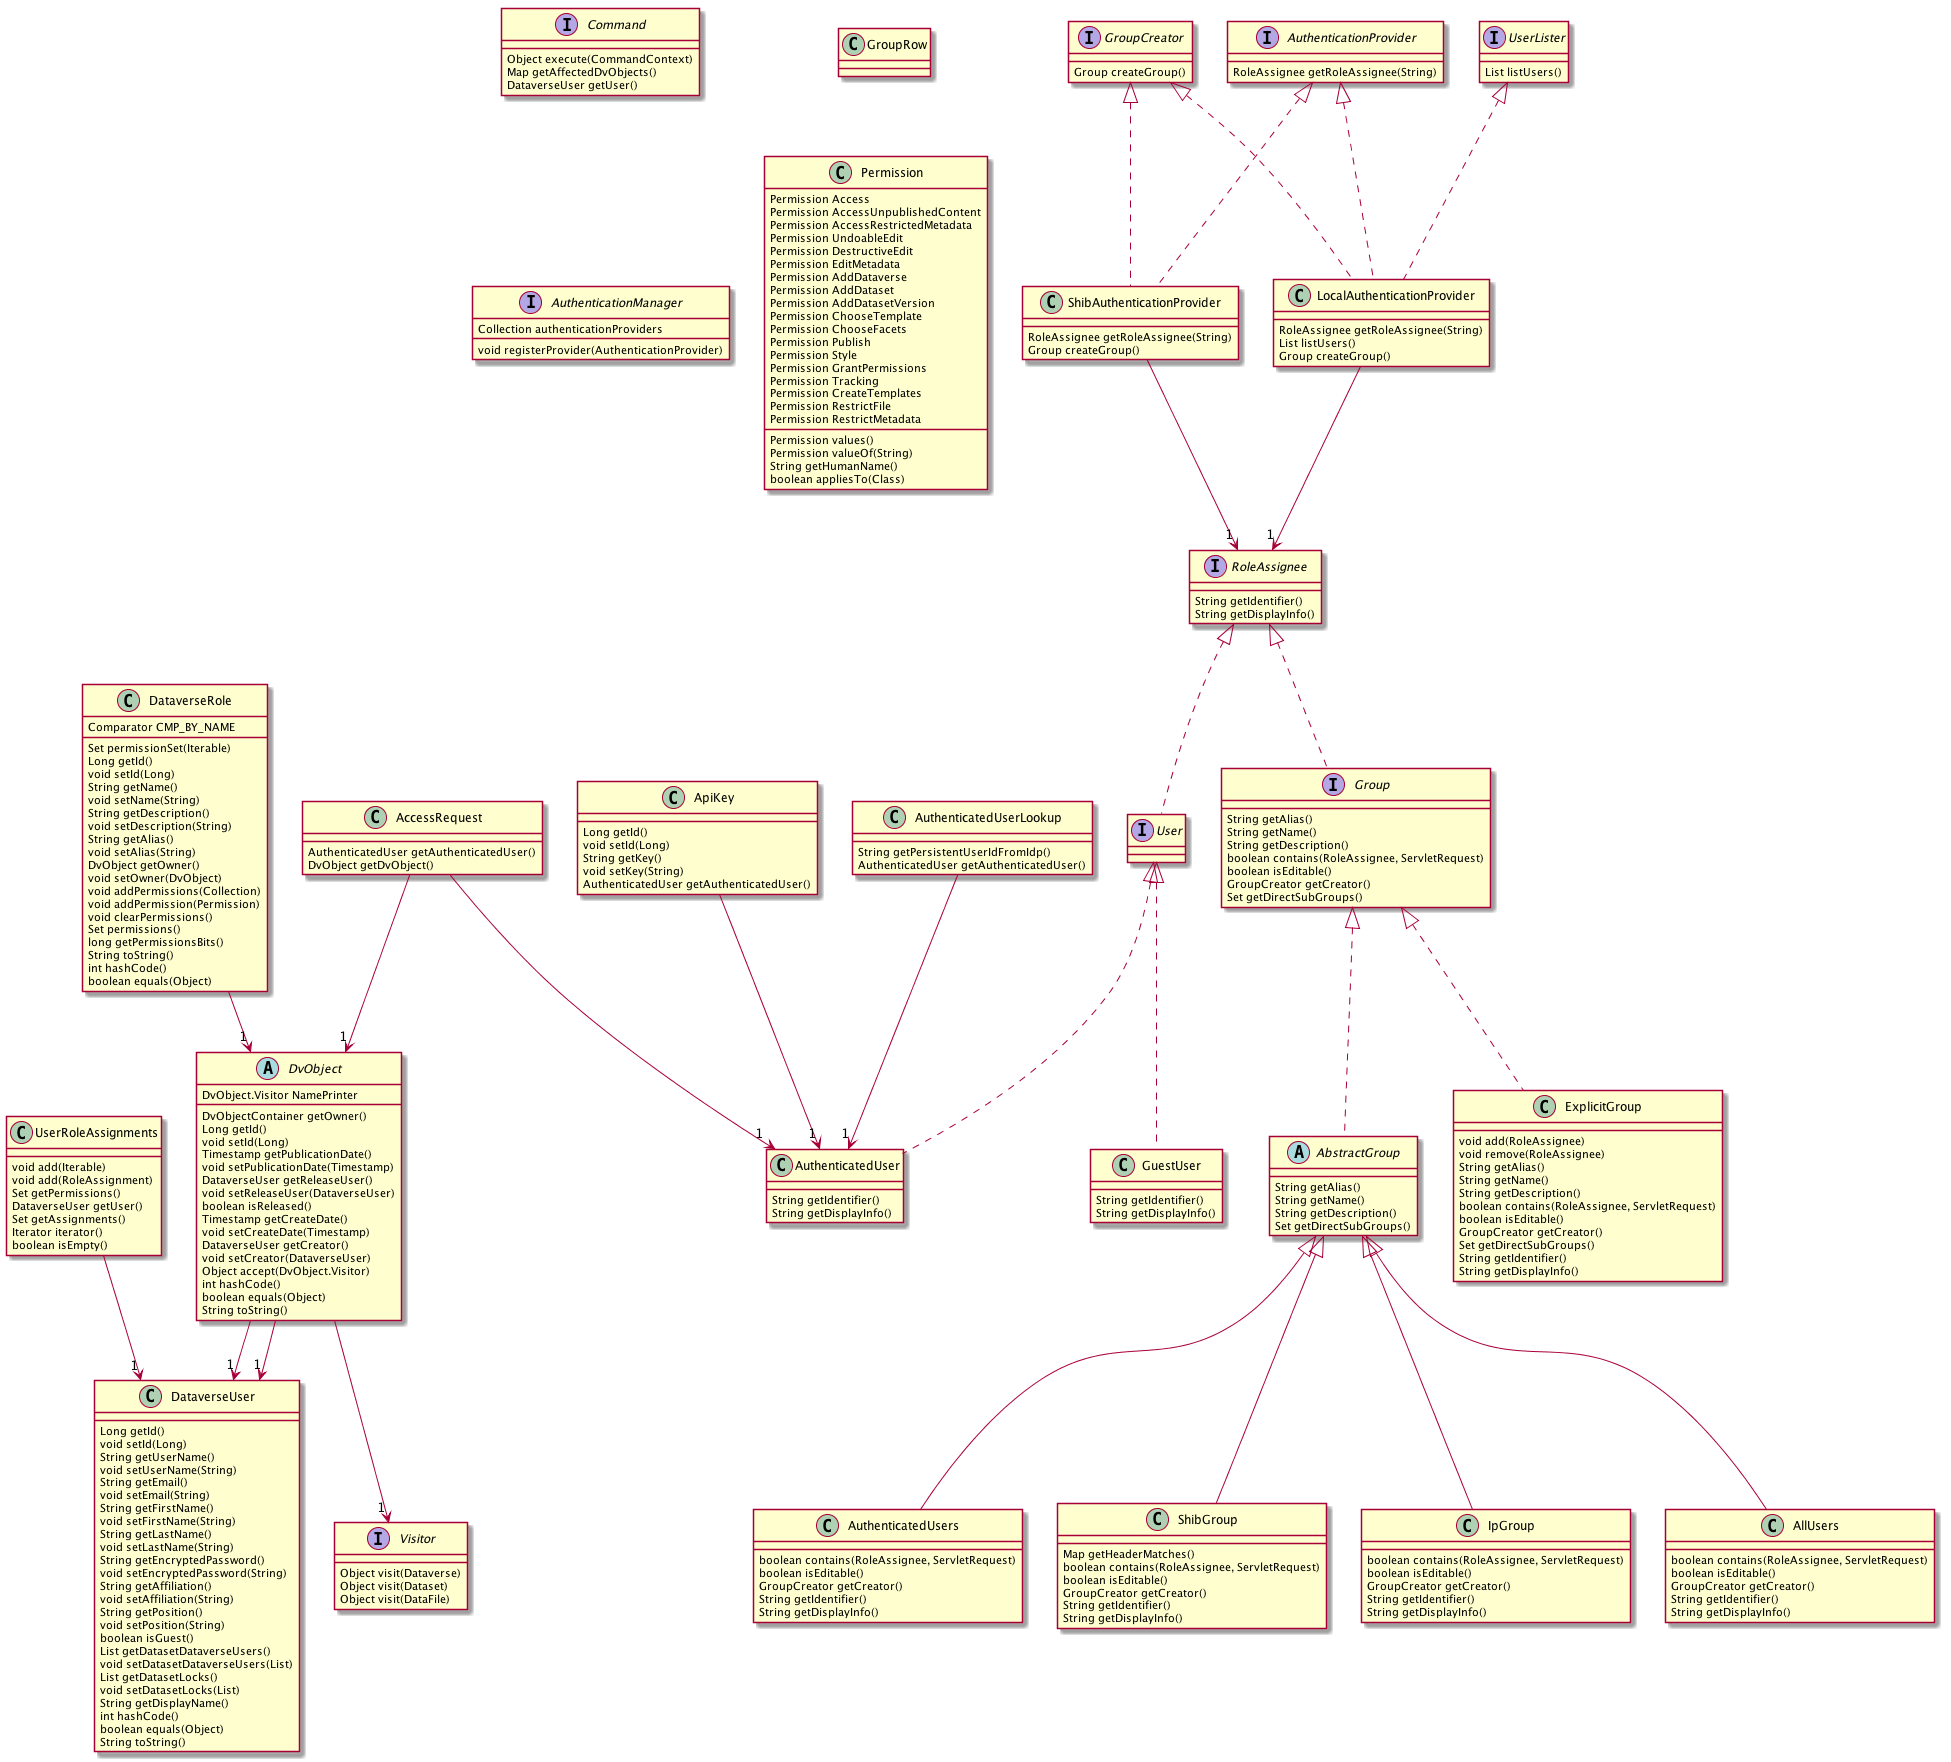 I Command
Object execute(CommandContext)
Map getAffectedDvObjects()
DataverseUser getUser()
C GroupRow
I GroupCreator
Group createGroup()
I AuthenticationProvider
RoleAssignee getRoleAssignee(String)
I UserLister
List listUsers()
I AuthenticationManager
Collection authenticationProviders
void registerProvider(AuthenticationProvider)
C Permission
Permission Access
Permission AccessUnpublishedContent
Permission AccessRestrictedMetadata
Permission UndoableEdit
Permission DestructiveEdit
Permission EditMetadata
Permission AddDataverse
Permission AddDataset
Permission AddDatasetVersion
Permission ChooseTemplate
Permission ChooseFacets
Permission Publish
Permission Style
Permission GrantPermissions
Permission Tracking
Permission CreateTemplates
Permission RestrictFile
Permission RestrictMetadata
Permission values()
Permission valueOf(String)
String getHumanName()
boolean appliesTo(Class)
C ShibAuthenticationProvider
RoleAssignee getRoleAssignee(String)
Group createGroup()
C LocalAuthenticationProvider
RoleAssignee getRoleAssignee(String)
List listUsers()
Group createGroup()
1
1
I RoleAssignee
String getIdentifier()
String getDisplayInfo()
C DataverseRole
Comparator CMP_BY_NAME
Set permissionSet(Iterable)
Long getId()
void setId(Long)
String getName()
void setName(String)
String getDescription()
void setDescription(String)
String getAlias()
void setAlias(String)
DvObject getOwner()
void setOwner(DvObject)
void addPermissions(Collection)
void addPermission(Permission)
void clearPermissions()
Set permissions()
long getPermissionsBits()
String toString()
int hashCode()
boolean equals(Object)
C AccessRequest
AuthenticatedUser getAuthenticatedUser()
DvObject getDvObject()
C ApiKey
Long getId()
void setId(Long)
String getKey()
void setKey(String)
AuthenticatedUser getAuthenticatedUser()
C AuthenticatedUserLookup
String getPersistentUserIdFromIdp()
AuthenticatedUser getAuthenticatedUser()
I User
I Group
String getAlias()
String getName()
String getDescription()
boolean contains(RoleAssignee, ServletRequest)
boolean isEditable()
GroupCreator getCreator()
Set getDirectSubGroups()
1
1
1
1
1
C UserRoleAssignments
void add(Iterable)
void add(RoleAssignment)
Set getPermissions()
DataverseUser getUser()
Set getAssignments()
Iterator iterator()
boolean isEmpty()
A DvObject
DvObject.Visitor NamePrinter
DvObjectContainer getOwner()
Long getId()
void setId(Long)
Timestamp getPublicationDate()
void setPublicationDate(Timestamp)
DataverseUser getReleaseUser()
void setReleaseUser(DataverseUser)
boolean isReleased()
Timestamp getCreateDate()
void setCreateDate(Timestamp)
DataverseUser getCreator()
void setCreator(DataverseUser)
Object accept(DvObject.Visitor)
int hashCode()
boolean equals(Object)
String toString()
C AuthenticatedUser
String getIdentifier()
String getDisplayInfo()
C GuestUser
String getIdentifier()
String getDisplayInfo()
A AbstractGroup
String getAlias()
String getName()
String getDescription()
Set getDirectSubGroups()
C ExplicitGroup
void add(RoleAssignee)
void remove(RoleAssignee)
String getAlias()
String getName()
String getDescription()
boolean contains(RoleAssignee, ServletRequest)
boolean isEditable()
GroupCreator getCreator()
Set getDirectSubGroups()
String getIdentifier()
String getDisplayInfo()
1
1
1
1
C DataverseUser
Long getId()
void setId(Long)
String getUserName()
void setUserName(String)
String getEmail()
void setEmail(String)
String getFirstName()
void setFirstName(String)
String getLastName()
void setLastName(String)
String getEncryptedPassword()
void setEncryptedPassword(String)
String getAffiliation()
void setAffiliation(String)
String getPosition()
void setPosition(String)
boolean isGuest()
List getDatasetDataverseUsers()
void setDatasetDataverseUsers(List)
List getDatasetLocks()
void setDatasetLocks(List)
String getDisplayName()
int hashCode()
boolean equals(Object)
String toString()
I Visitor
Object visit(Dataverse)
Object visit(Dataset)
Object visit(DataFile)
C AuthenticatedUsers
boolean contains(RoleAssignee, ServletRequest)
boolean isEditable()
GroupCreator getCreator()
String getIdentifier()
String getDisplayInfo()
C ShibGroup
Map getHeaderMatches()
boolean contains(RoleAssignee, ServletRequest)
boolean isEditable()
GroupCreator getCreator()
String getIdentifier()
String getDisplayInfo()
C IpGroup
boolean contains(RoleAssignee, ServletRequest)
boolean isEditable()
GroupCreator getCreator()
String getIdentifier()
String getDisplayInfo()
C AllUsers
boolean contains(RoleAssignee, ServletRequest)
boolean isEditable()
GroupCreator getCreator()
String getIdentifier()
String getDisplayInfo()